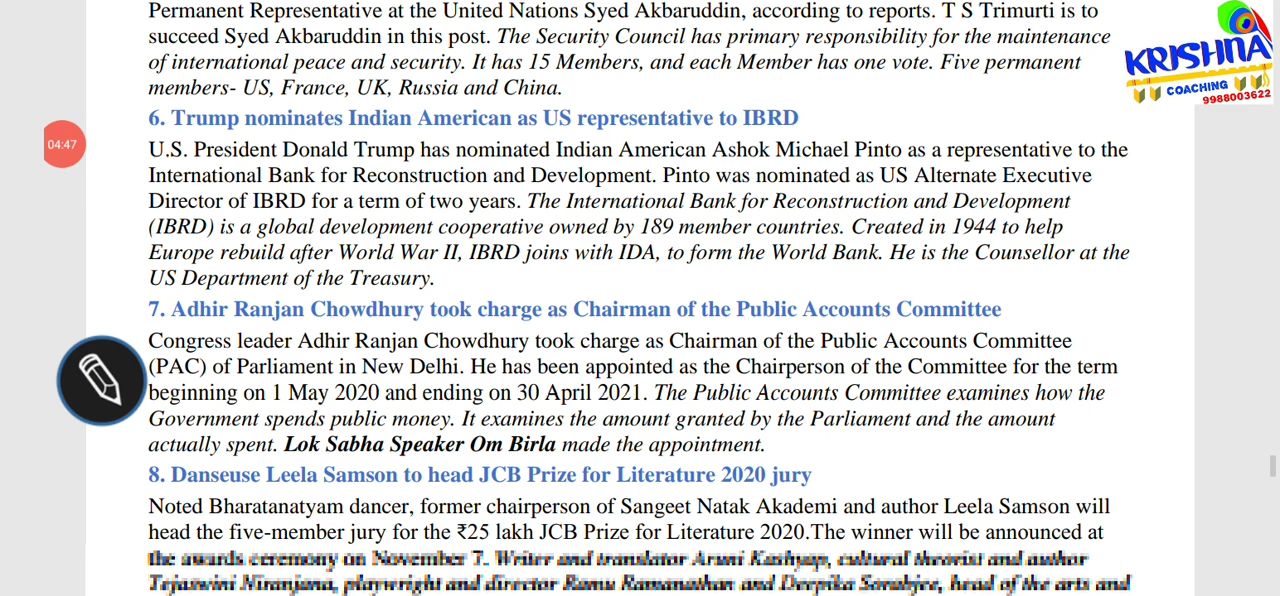 Permanent Representative at the United Nations Syed Akbaruddin, according to reports. T S Trimurti is to
succeed Syed Akbaruddin in this post. The Security Council has primary responsibility for the maintenance
of international peace and security. It has 15 Members, and each Member has one vote. Five permanent
members- US, France, UK, Russia and China.
KRISHNA
COACHING
9988003622
6. Trump nominates Indian American as US representative to IBRD
04:47
U.S. President Donald Trump has nominated Indian American Ashok Michael Pinto as a representative to the
International Bank for Reconstruction and Development. Pinto was nominated as US Alternate Executive
Director of IBRD for a term of two years. The International Bank for Reconstruction and Development
(IBRD) is a global development cooperative owned by 189 member countries. Created in 1944 to help
Europe rebuild after World War II, IBRD joins with IDA, to form the World Bank. He is the Counsellor at the
US Department of the Treasury.
7. Adhir Ranjan Chowdhury took charge as Chairman of the Public Accounts Committee
Congress leader Adhir Ranjan Chowdhury took charge as Chairman of the Public Accounts Committee
(PAC) of Parliament in New Delhi. He has been appointed as the Chairperson of the Committee for the term
beginning on 1 May 2020 and ending on 30 April 2021. The Public Accounts Committee examines how the
Government spends public money. It examines the amount granted by the Parliament and the amount
actually spent. Lok Sabha Speaker Om Birla made the appointment.
8. Danseuse Leela Samson to head JCB Prize for Literature 2020 jury
Noted Bharatanatyam dancer, former chairperson of Sangeet Natak Akademi and author Leela Samson will
head the five-member jury for the ₹25 lakh JCB Prize for Literature 2020.The winner will be announced at
the awards ceremony on November 7. Writer and translator Aruni Kashyap, cultural theorist and author
Tejaswini Niranjana, playwright and director Ramu Ramanathan and Deepika Sorabjee, head of the arts and